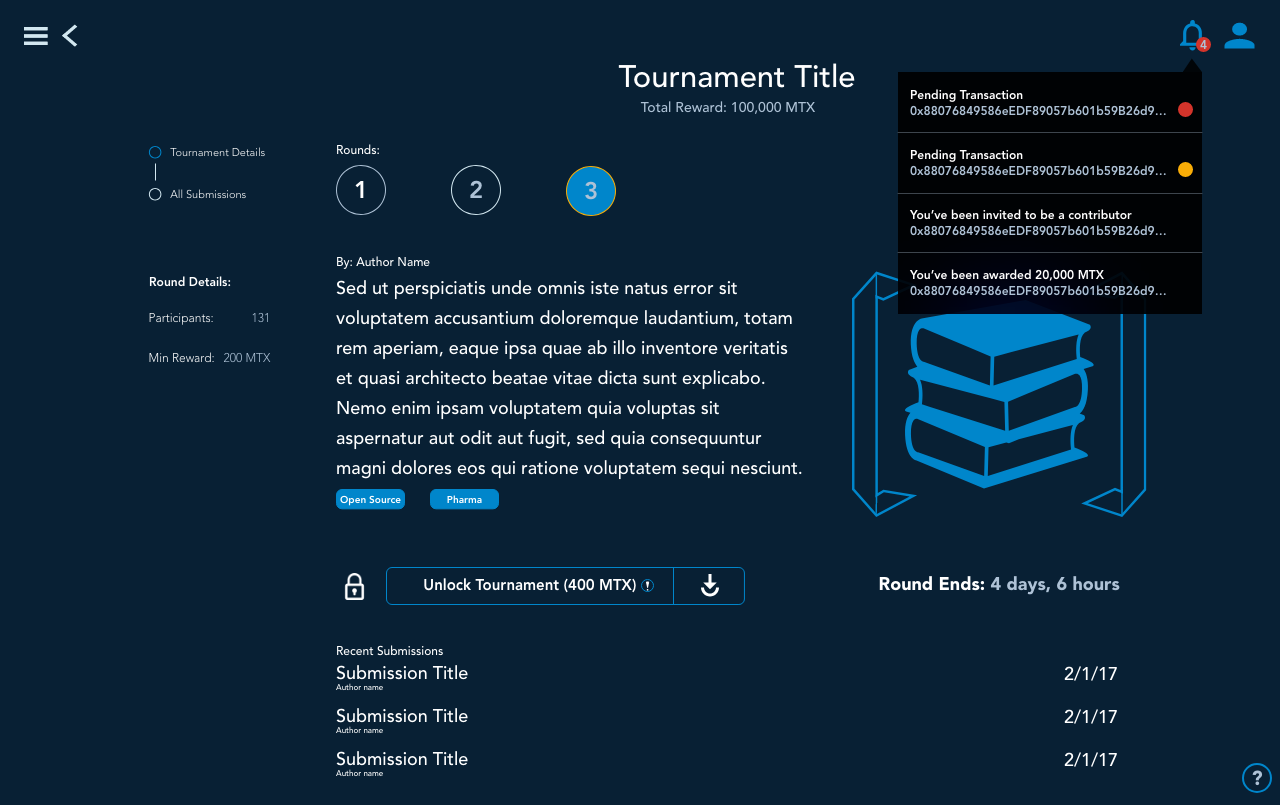 4
Tournament Title
Total Reward: 100,000 MTX
Pending Transaction
0x88076849586eEDF89057b601b59B26d9...
Pending Transaction
0x88076849586eEDF89057b601b59B26d9...
You've been invited to be a contributor
0x88076849586eEDF89057b601b59B26d9...
You've been awarded 20,000 MTX
0x88076849586eEDF89057b601b59B26d9...
Tournament Details
All Submissions
Rounds:
1 2 3
Round Details:
Participants: 131
Min Reward: 200 MTX
By: Author Name
Sed ut perspiciatis unde omnis iste natus error sit
voluptatem accusantium doloremque laudantium, totam
rem aperiam, eaque ipsa quae ab illo inventore veritatis
et quasi architecto beatae vitae dicta sunt explicabo.
Nemo enim ipsam voluptatem quia voluptas sit
aspernatur aut odit aut fugit, sed quia consequuntur
magni dolores eos qui ratione voluptatem sequi nesciunt.
Open Source Pharma
Unlock Tournament (400 MTX) !
Round Ends: 4 days, 6 hours
Recent Submissions
Submission Title 2/1/17
Author name
Submission Title 2/1/17
Author name
Submission Title 2/1/17
Author name
?